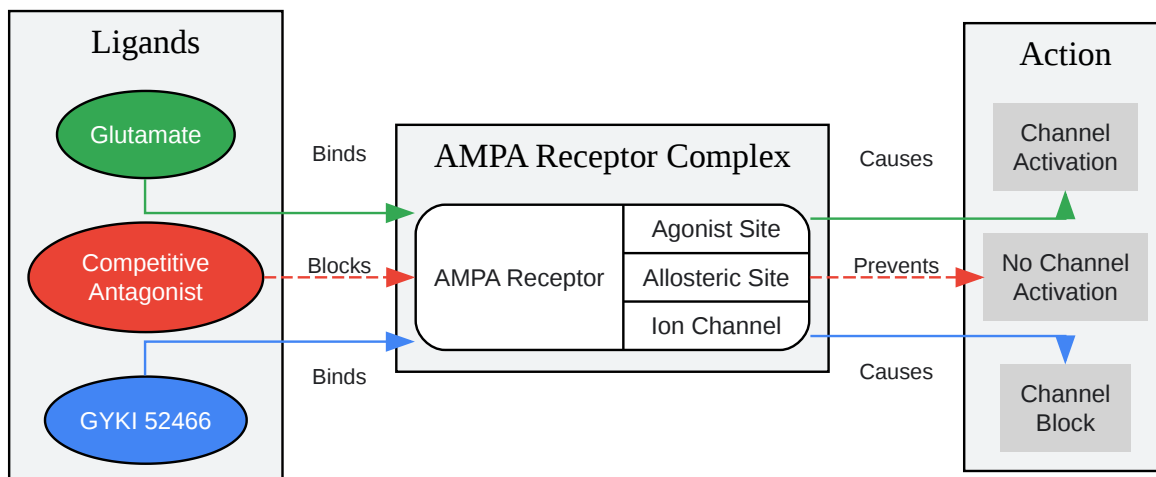 Ligands
Glutamate
Competitive
Antagonist
GYKI 52466
Binds
Blocks
Binds
AMPA Receptor Complex
AMPA Receptor
Agonist Site
Allosteric Site
Ion Channel
Causes
Prevents
Causes
Action
Channel
Activation
No Channel
Activation
Channel
Block